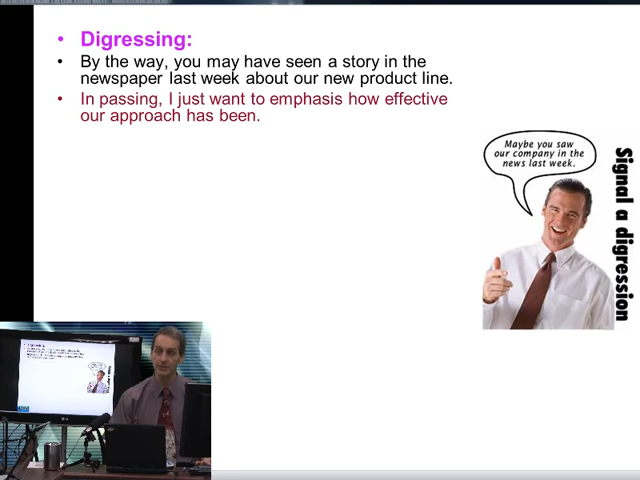 Digressing:
By the way, you may have seen a story in the
newspaper last week about our new product line.
In passing, I just want to emphasis how effective
our approach has been.
Maybe you saw
our company in the
news last week.
Signal a digression